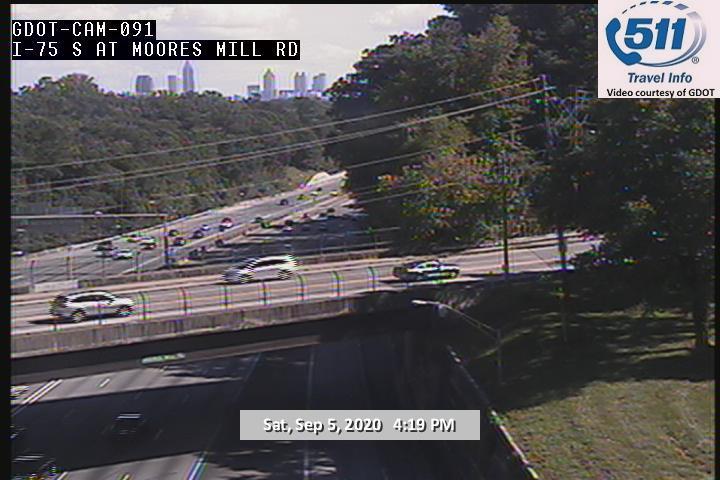 GDOT-CAM-091
I-75 S AT MOORES MILL RD
511
®
Travel Info
Video courtesy of GDOT
Sat, Sep 5, 2020 4:19 PM